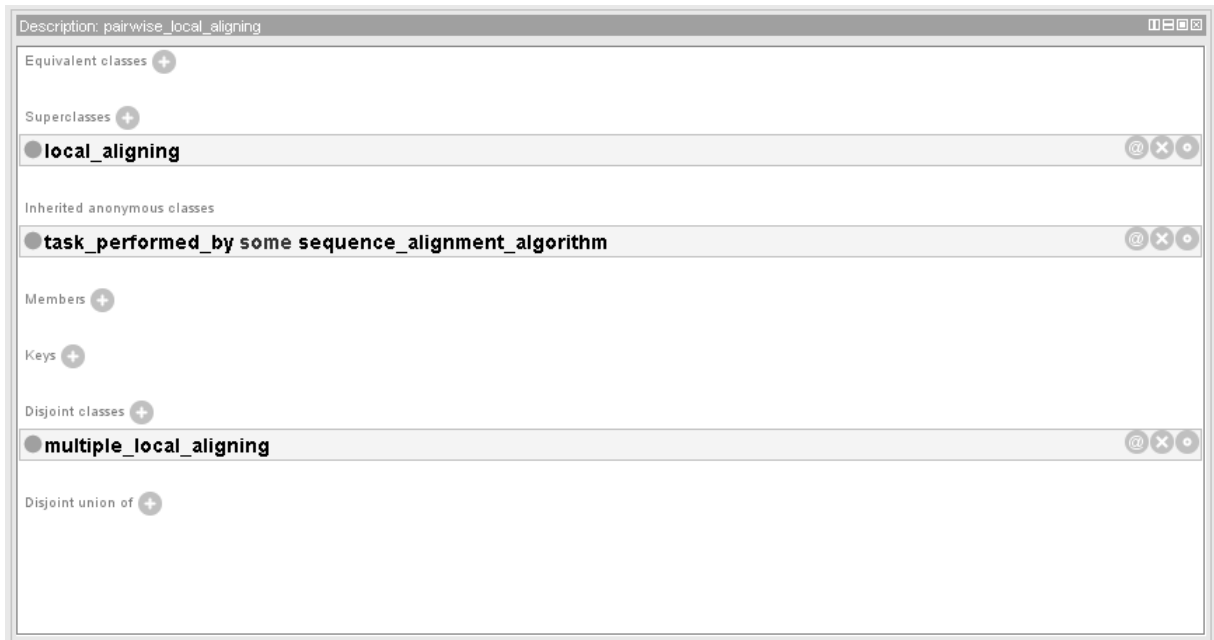 Description: pairwise_local_aligning
Equivalent classes
Superclasses
local_aligning
Inherited anonymous classes
task_performed_by some sequence_alignment_algorithm
Members
Keys
Disjoint classes
multiple_local_aligning
Disjoint union of